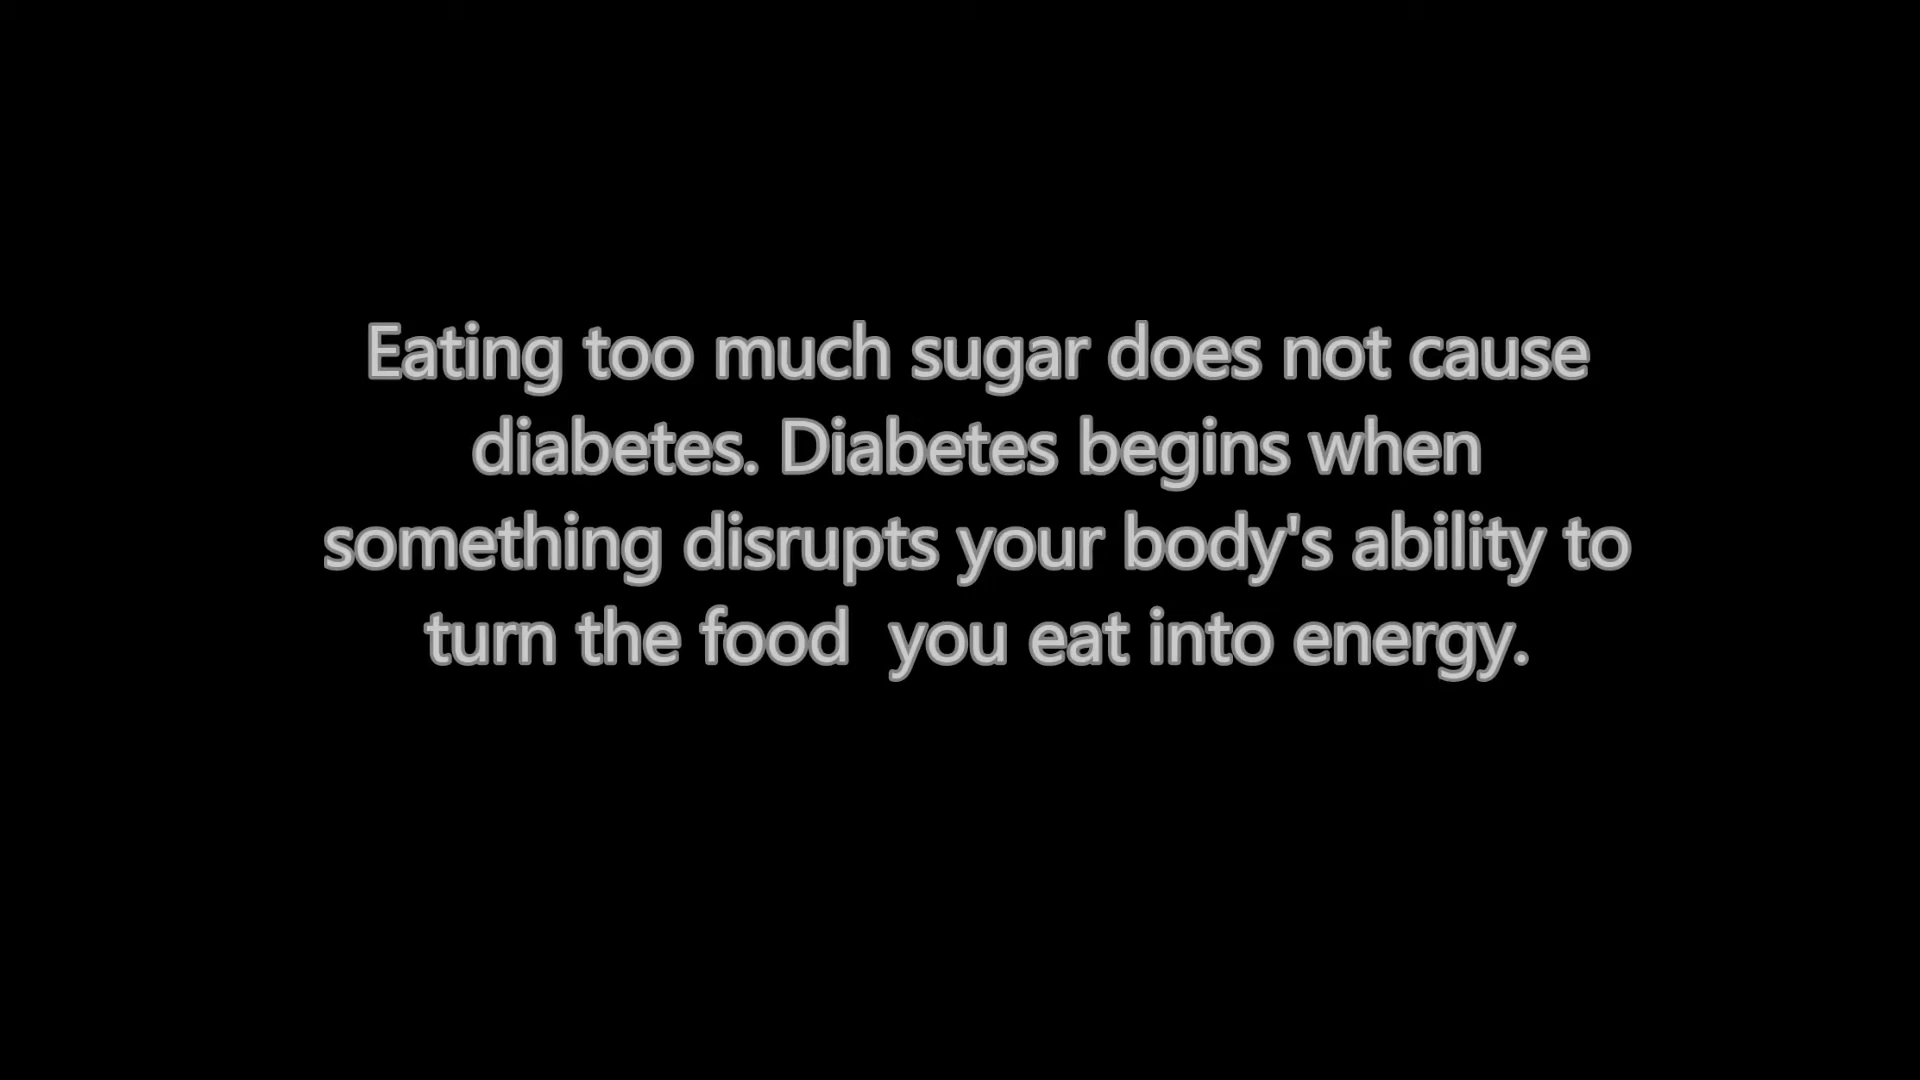 Eating too much sugar does not cause
diabetes. Diabetes begins when
something disrupts your body's ability to
turn the food  you eat into energy.